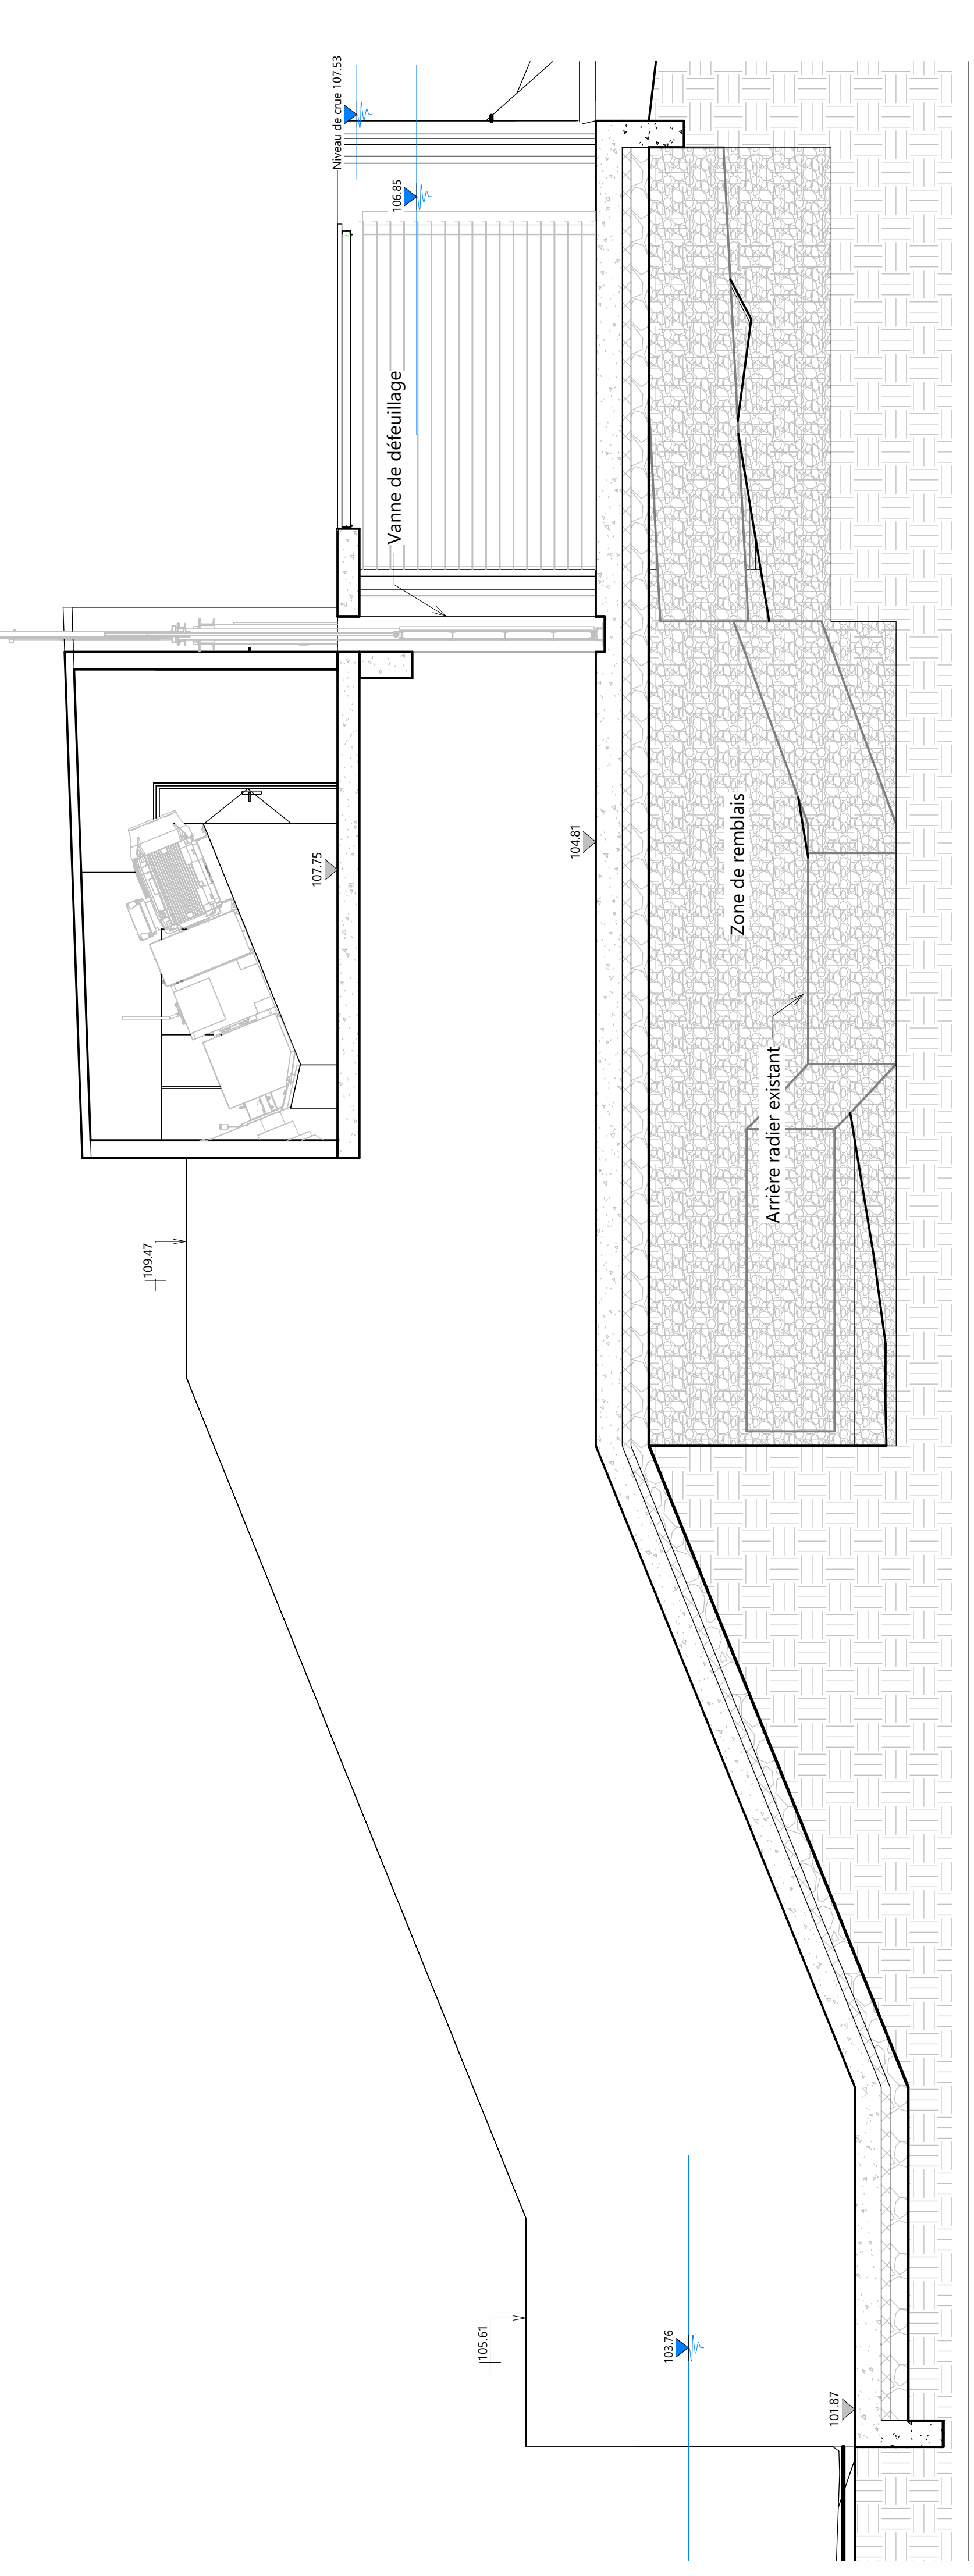 Niveau de crue 107.53
106.85
Vanne de défeuillage
107.75
104.81
Zone de remblais
Arrière radier existant
109.47
105.61
103.76
101.87